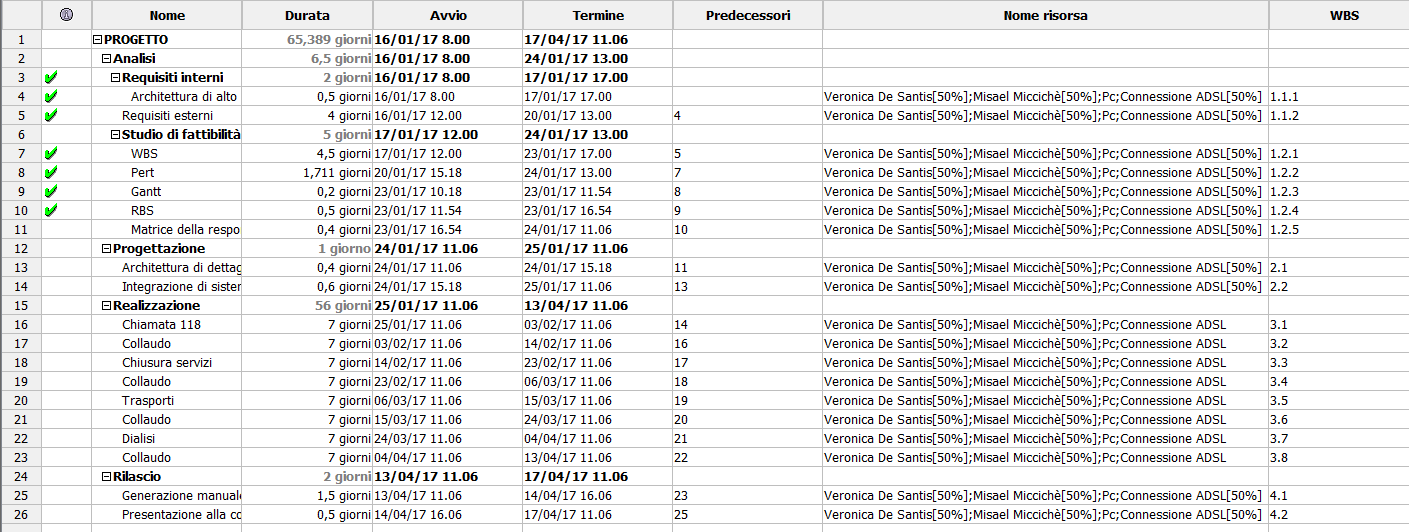 Nome Durata Avvio Termine Predecessori Nome risorsa WBS
1 PROGETTO 65,389 giorni 16/01/17 8.00 17/04/17 11.06
2 Analisi 6,5 giorni 16/01/17 8.00 24/01/17 13.00
3 Requisiti interni 2 giorni 16/01/17 8.00 17/01/17 17.00
4 Architettura di alto 0,5 giorni 16/01/17 8.00 17/01/17 17.00 Veronica De Santis[50%];Misael Miccichè[50%];Pc;Connessione ADSL[50%] 1.1.1
5 Requisiti esterni 4 giorni 16/01/17 12.00 20/01/17 13.00 4 Veronica De Santis[50%];Misael Miccichè[50%];Pc;Connessione ADSL[50%] 1.1.2
6 Studio di fattibilità 5 giorni 17/01/17 12.00 24/01/17 13.00
7 WBS 4,5 giorni 17/01/17 12.00 23/01/17 17.00 5 Veronica De Santis[50%];Misael Miccichè[50%];Pc;Connessione ADSL[50%] 1.2.1
8 Pert 1,711 giorni 20/01/17 15.18 24/01/17 13.00 7 Veronica De Santis[50%];Misael Miccichè[50%];Pc;Connessione ADSL[50%] 1.2.2
9 Gantt 0,2 giorni 23/01/17 10.18 23/01/17 11.54 8 Veronica De Santis[50%];Misael Miccichè[50%];Pc;Connessione ADSL[50%] 1.2.3
10 RBS 0,5 giorni 23/01/17 11.54 23/01/17 16.54 9 Veronica De Santis[50%];Misael Miccichè[50%];Pc;Connessione ADSL[50%] 1.2.4
11 Matrice della respo 0,4 giorni 23/01/17 16.54 24/01/17 11.06 10 Veronica De Santis[50%];Misael Miccichè[50%];Pc;Connessione ADSL[50%] 1.2.5
12 Progettazione 1 giorno 24/01/17 11.06 25/01/17 11.06
13 Architettura di dettag 0,4 giorni 24/01/17 11.06 24/01/17 15.18 11 Veronica De Santis[50%];Misael Miccichè[50%];Pc;Connessione ADSL[50%] 2.1
14 Integrazione di sister 0,6 giorni 24/01/17 15.18 25/01/17 11.06 13 Veronica De Santis[50%];Misael Miccichè[50%];Pc;Connessione ADSL[50%] 2.2
15 Realizzazione 56 giorni 25/01/17 11.06 13/04/17 11.06
16 Chiamata 118 7 giorni 25/01/17 11.06 03/02/17 11.06 14 Veronica De Santis[50%];Misael Miccichè[50%];Pc;Connessione ADSL 3.1
17 Collaudo 7 giorni 03/02/17 11.06 14/02/17 11.06 16 Veronica De Santis[50%];Misael Miccichè[50%];Pc;Connessione ADSL 3.2
18 Chiusura servizi 7 giorni 14/02/17 11.06 23/02/17 11.06 17 Veronica De Santis[50%];Misael Miccichè[50%];Pc;Connessione ADSL 3.3
19 Collaudo 7 giorni 23/02/17 11.06 06/03/17 11.06 18 Veronica De Santis[50%];Misael Miccichè[50%];Pc;Connessione ADSL 3.4
20 Trasporti 7 giorni 06/03/17 11.06 15/03/17 11.06 19 Veronica De Santis[50%];Misael Miccichè[50%];Pc;Connessione ADSL 3.5
21 Collaudo 7 giorni 15/03/17 11.06 24/03/17 11.06 20 Veronica De Santis[50%];Misael Miccichè[50%];Pc;Connessione ADSL 3.6
22 Dialisi 7 giorni 24/03/17 11.06 04/04/17 11.06 21 Veronica De Santis[50%];Misael Miccichè[50%];Pc;Connessione ADSL 3.7
23 Collaudo 7 giorni 04/04/17 11.06 13/04/17 11.06 22 Veronica De Santis[50%];Misael Miccichè[50%];Pc;Connessione ADSL 3.8
24 Rilascio 2 giorni 13/04/17 11.06 17/04/17 11.06
25 Generazione manuale 1,5 giorni 13/04/17 11.06 14/04/17 16.06 23 Veronica De Santis[50%];Misael Miccichè[50%];Pc;Connessione ADSL[50%] 4.1
26 Presentazione alla co 0,5 giorni 14/04/17 16.06 17/04/17 11.06 25 Veronica De Santis[50%];Misael Miccichè[50%];Pc;Connessione ADSL[50%] 4.2